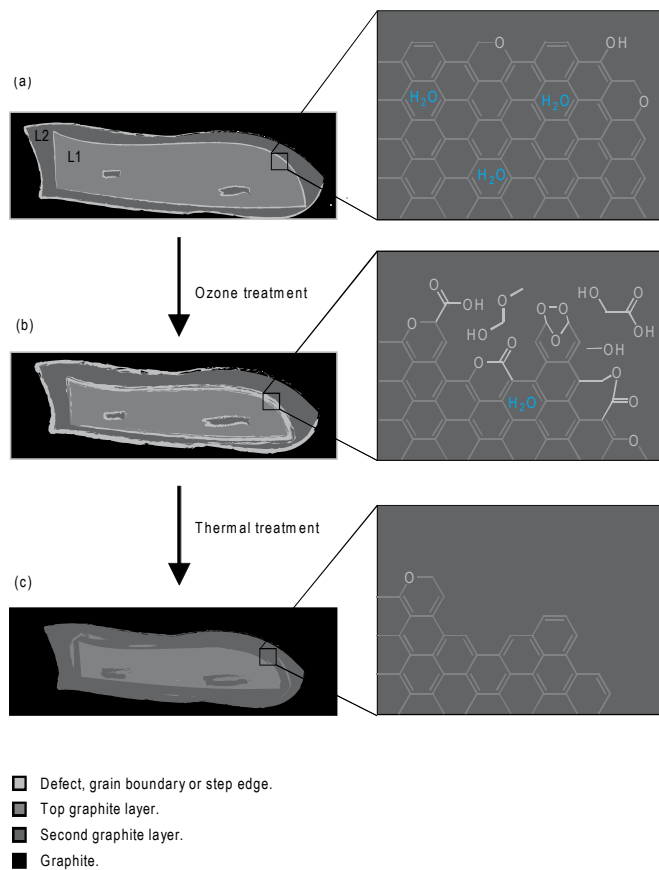 O
OH
(a)
H₂O
H₂O
O
L2
L1
H₂O
Ozone treatment
O
OH
O
O
HO
O
O
O
O
HO
O
OH
(b)
O
O
OH
O
H₂O
O
O
Thermal treatment
(c)
O
Defect, grain boundary or step edge.
Top graphite layer.
Second graphite layer.
Graphite.